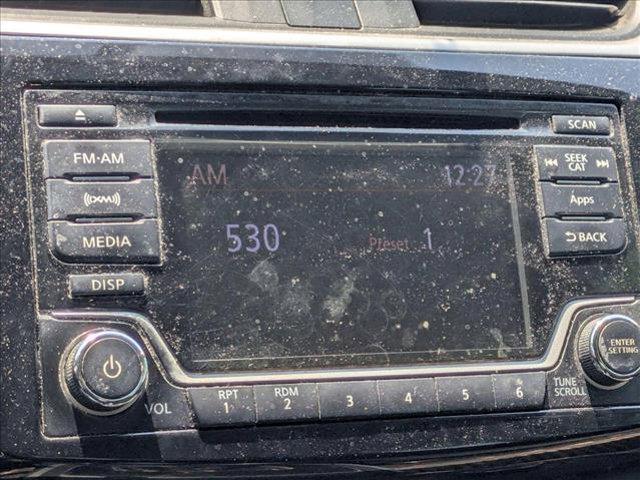 SCAN
FM·AM
AM
12:27
SEEK
CAT
((XM))
530
Preset 1
Apps
MEDIA
BACK
DISP
ENTER
SETTING
VOL
RPT
1
RDM
2
3
4
5
6
TUNE
SCROLL